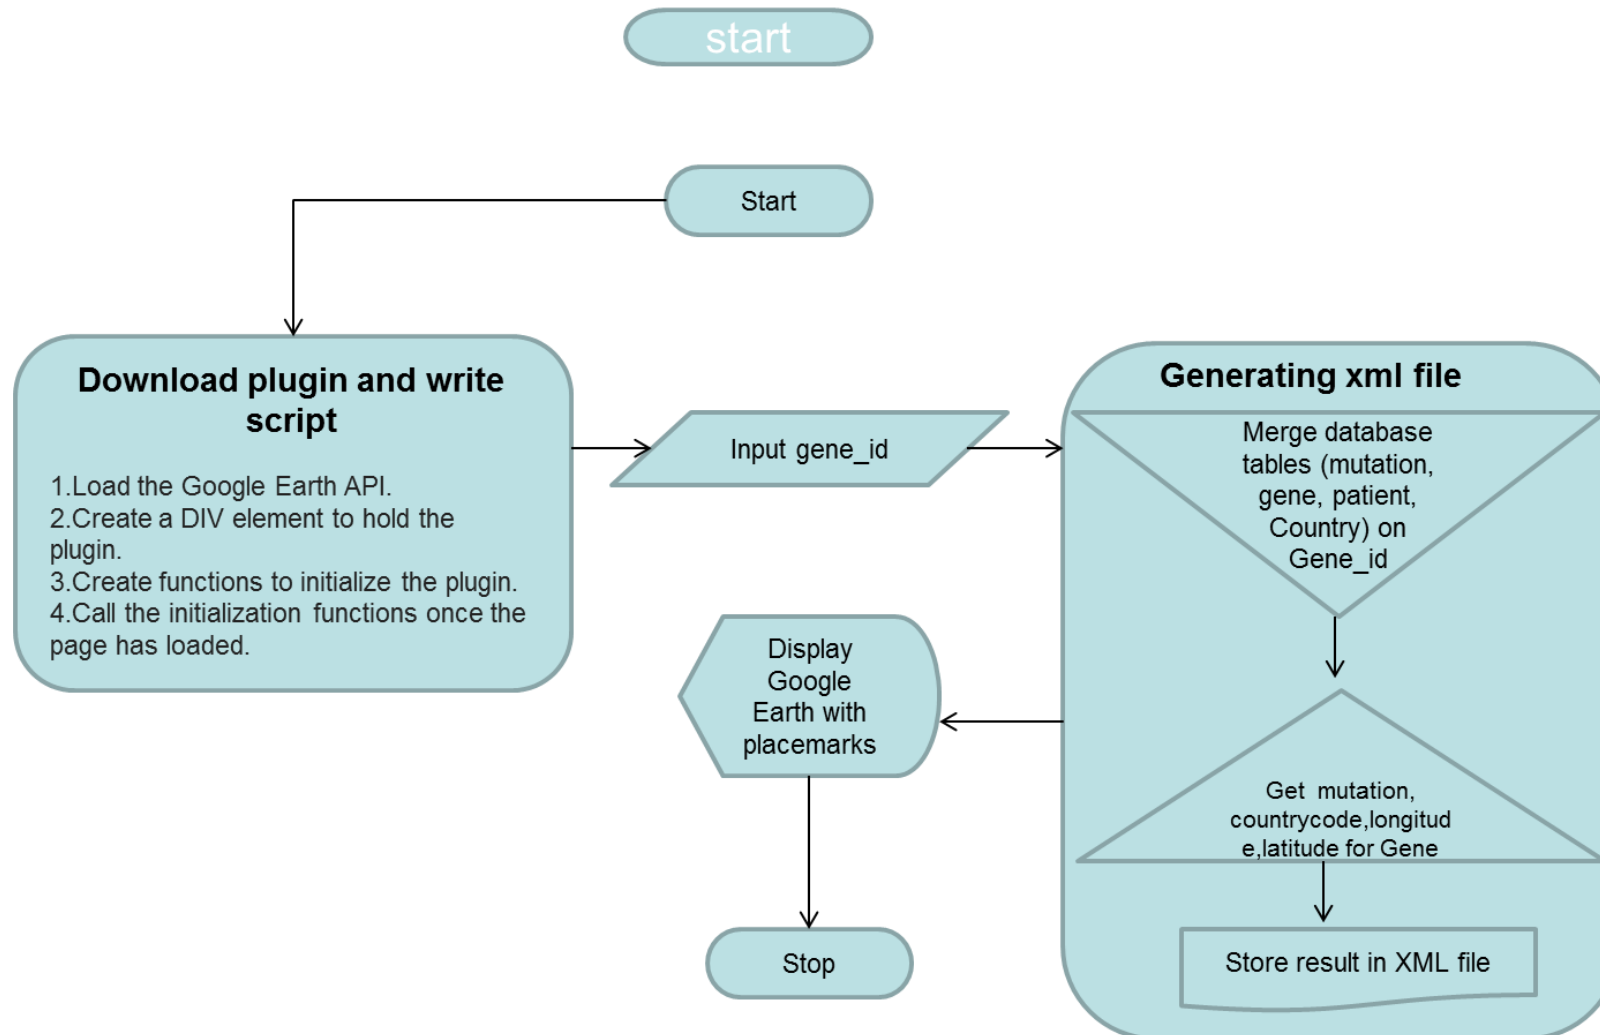 start
Start
Download plugin and write
script
1.Load the Google Earth API.
2.Create a DIV element to hold the
plugin.
3.Create functions to initialize the plugin.
4.Call the initialization functions once the
page has loaded.
Input gene_id
Generating xml file
Merge database
tables (mutation,
gene, patient,
Country) on
Gene_id
Get mutation,
countrycode,longitud
e,latitude for Gene
Store result in XML file
Display
Google
Earth with
placemarks
Stop